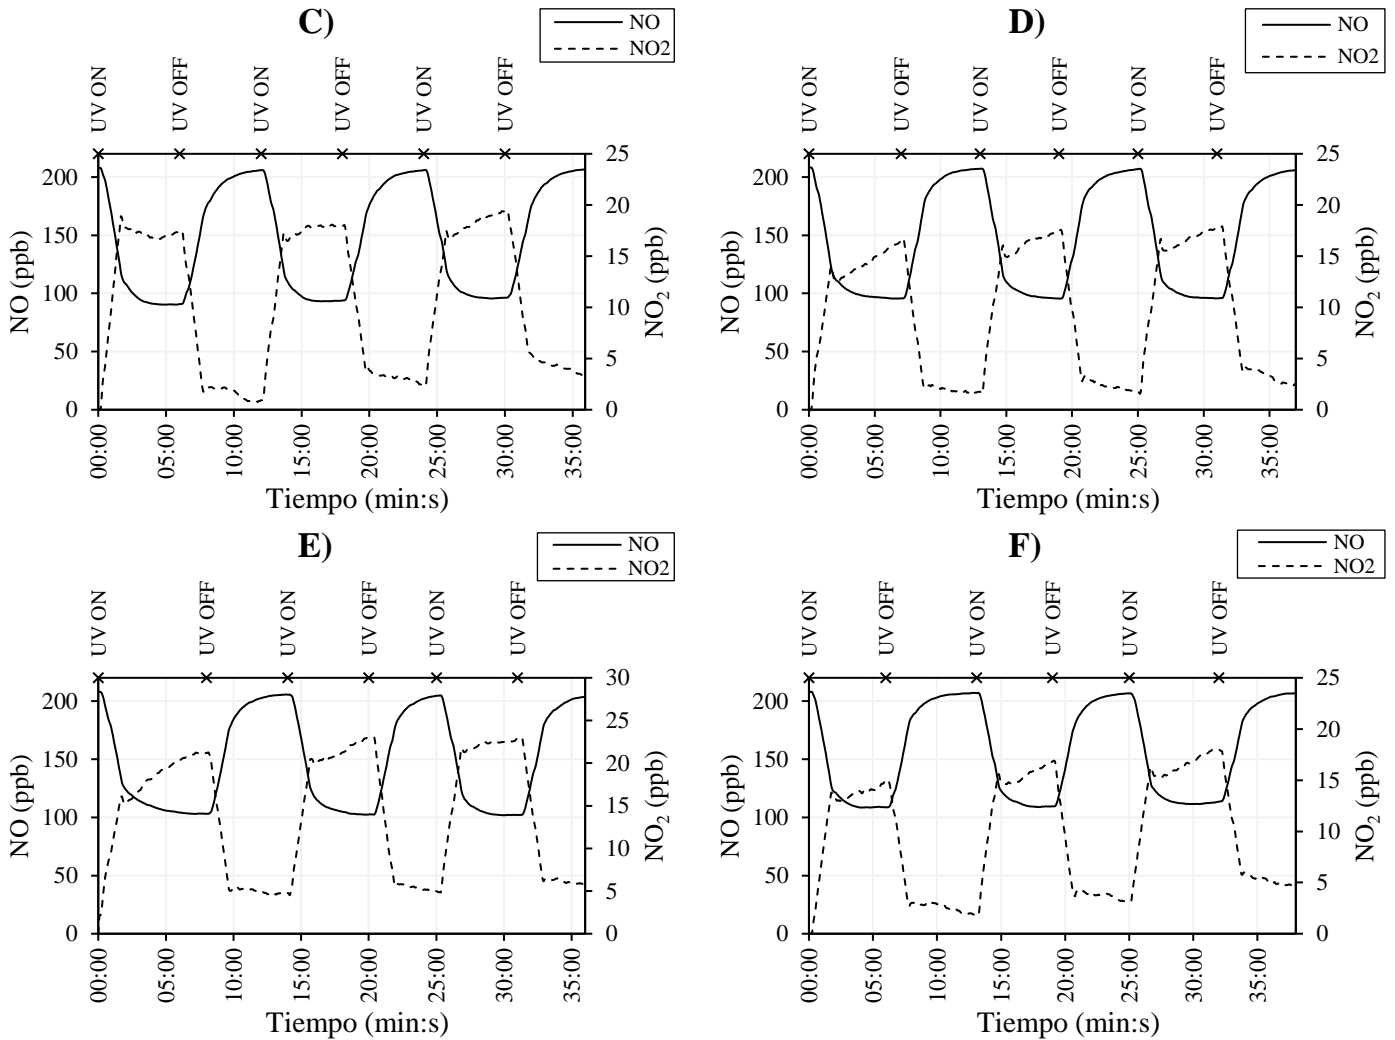 C)
NO
NO2
UV ON
UV OFF
UV ON
UV OFF
UV ON
UV OFF
NO (ppb)
200
150
100
50
0
25
20
15
10
5
0
NO₂ (ppb)
00:00
05:00
10:00
15:00
20:00
25:00
30:00
35:00
Tiempo (min:s)
D)
NO
NO2
UV ON
UV OFF
UV ON
UV OFF
UV ON
UV OFF
NO (ppb)
200
150
100
50
0
25
20
15
10
5
0
NO₂ (ppb)
00:00
05:00
10:00
15:00
20:00
25:00
30:00
35:00
Tiempo (min:s)
E)
NO
NO2
UV ON
UV OFF
UV ON
UV OFF
UV ON
UV OFF
NO (ppb)
200
150
100
50
0
30
25
20
15
10
5
0
NO₂ (ppb)
00:00
05:00
10:00
15:00
20:00
25:00
30:00
35:00
Tiempo (min:s)
F)
NO
NO2
UV ON
UV OFF
UV ON
UV OFF
UV ON
UV OFF
NO (ppb)
200
150
100
50
0
25
20
15
10
5
0
NO₂ (ppb)
00:00
05:00
10:00
15:00
20:00
25:00
30:00
35:00
Tiempo (min:s)